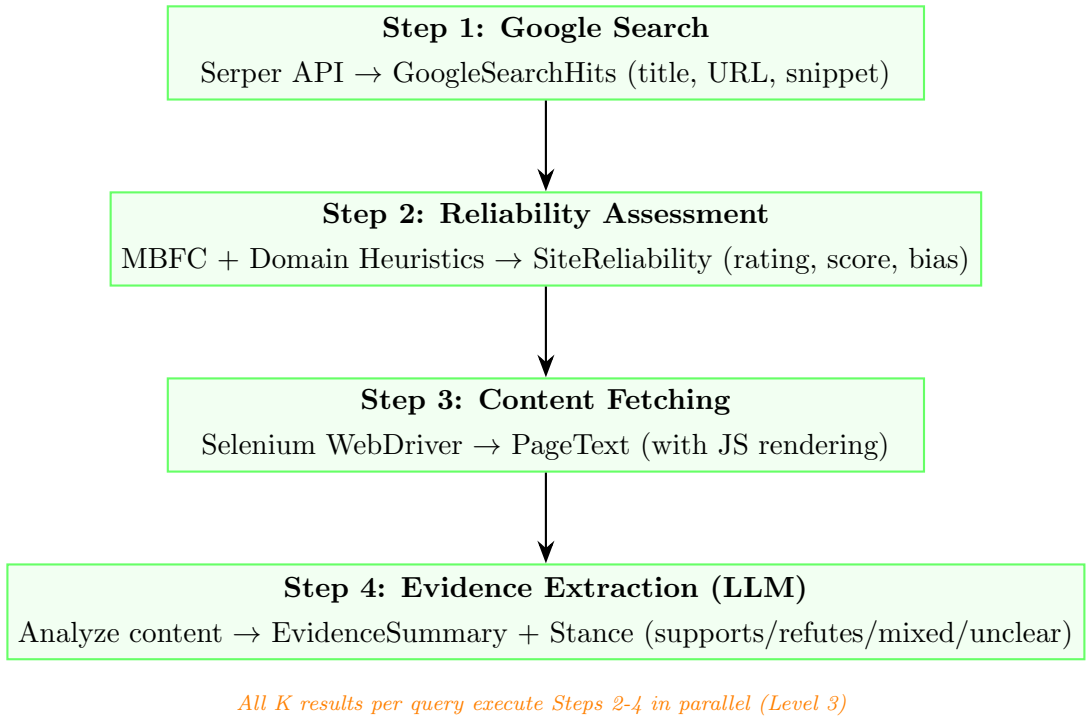 Step 1: Google Search
Serper API → GoogleSearchHits (title, URL, snippet)
Step 2: Reliability Assessment
MBFC + Domain Heuristics → SiteReliability (rating, score, bias)
Step 3: Content Fetching
Selenium WebDriver → PageText (with JS rendering)
Step 4: Evidence Extraction (LLM)
Analyze content → EvidenceSummary + Stance (supports/refutes/mixed/unclear)
All K results per query execute Steps 2-4 in parallel (Level 3)